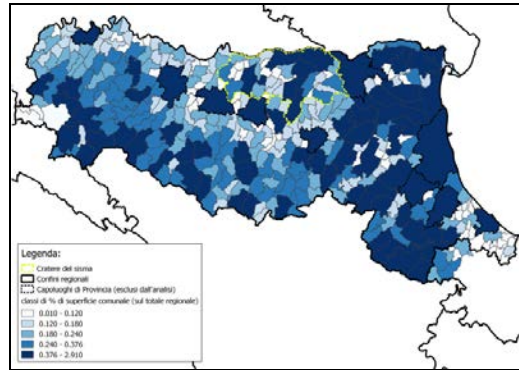 Legenda:
Cratere del sisma
Confini regionali
Capoluoghi di Provincia (esclusi dall'analisi)
classi di % di superficie comunale (sul totale regionale)
0.010 - 0.120
0.120 - 0.180
0.180 - 0.240
0.240 - 0.376
0.376 - 2.910